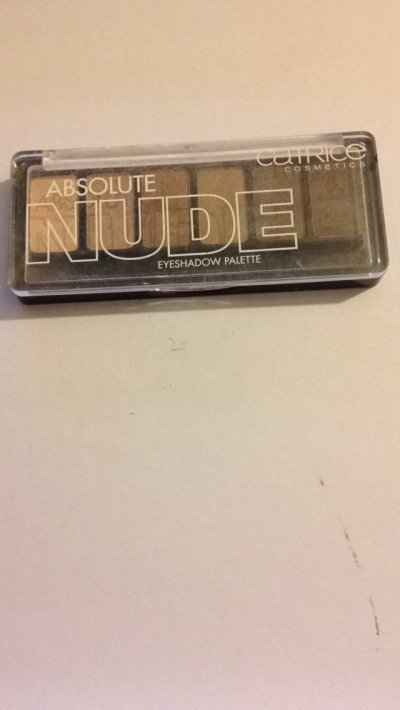 CATRICE
COSMETICS
ABSOLUTE
NUDE
EYESHADOW PALETTE